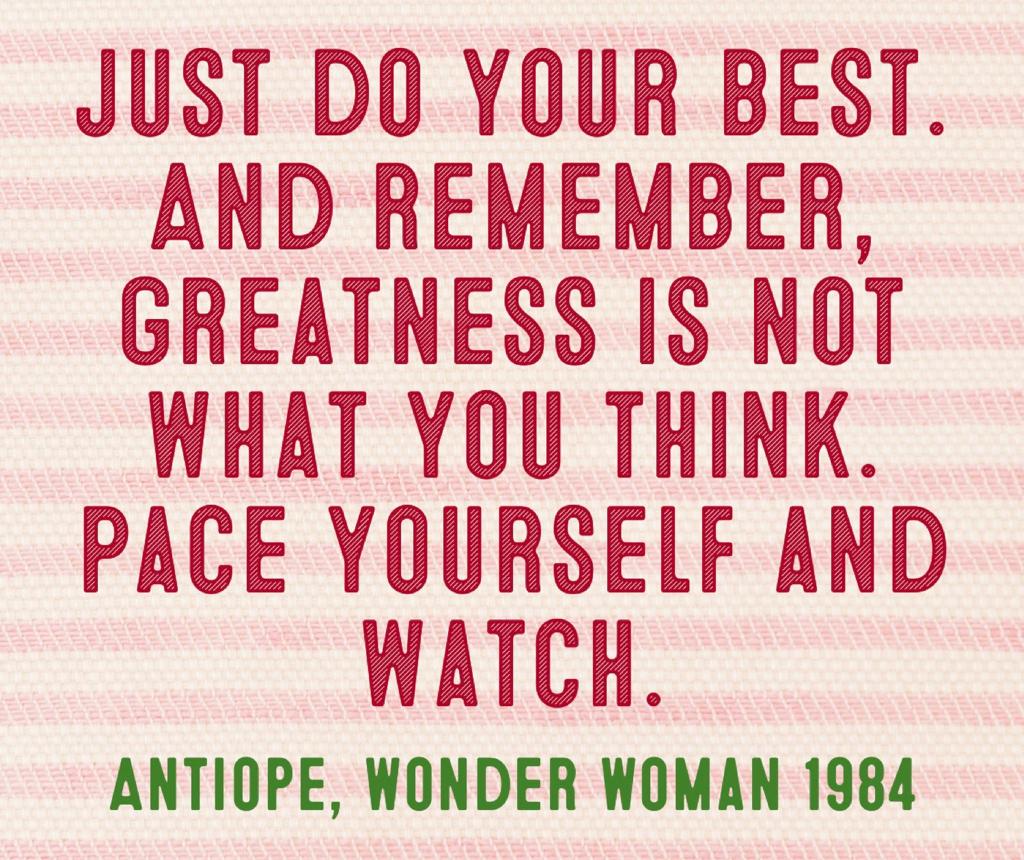 JUST DO YOUR BEST.
AND REMEMBER,
GREATNESS IS NOT
WHAT YOU THINK.
PACE YOURSELF AND
WATCH.
ANTIOPE, WONDER WOMAN 1984